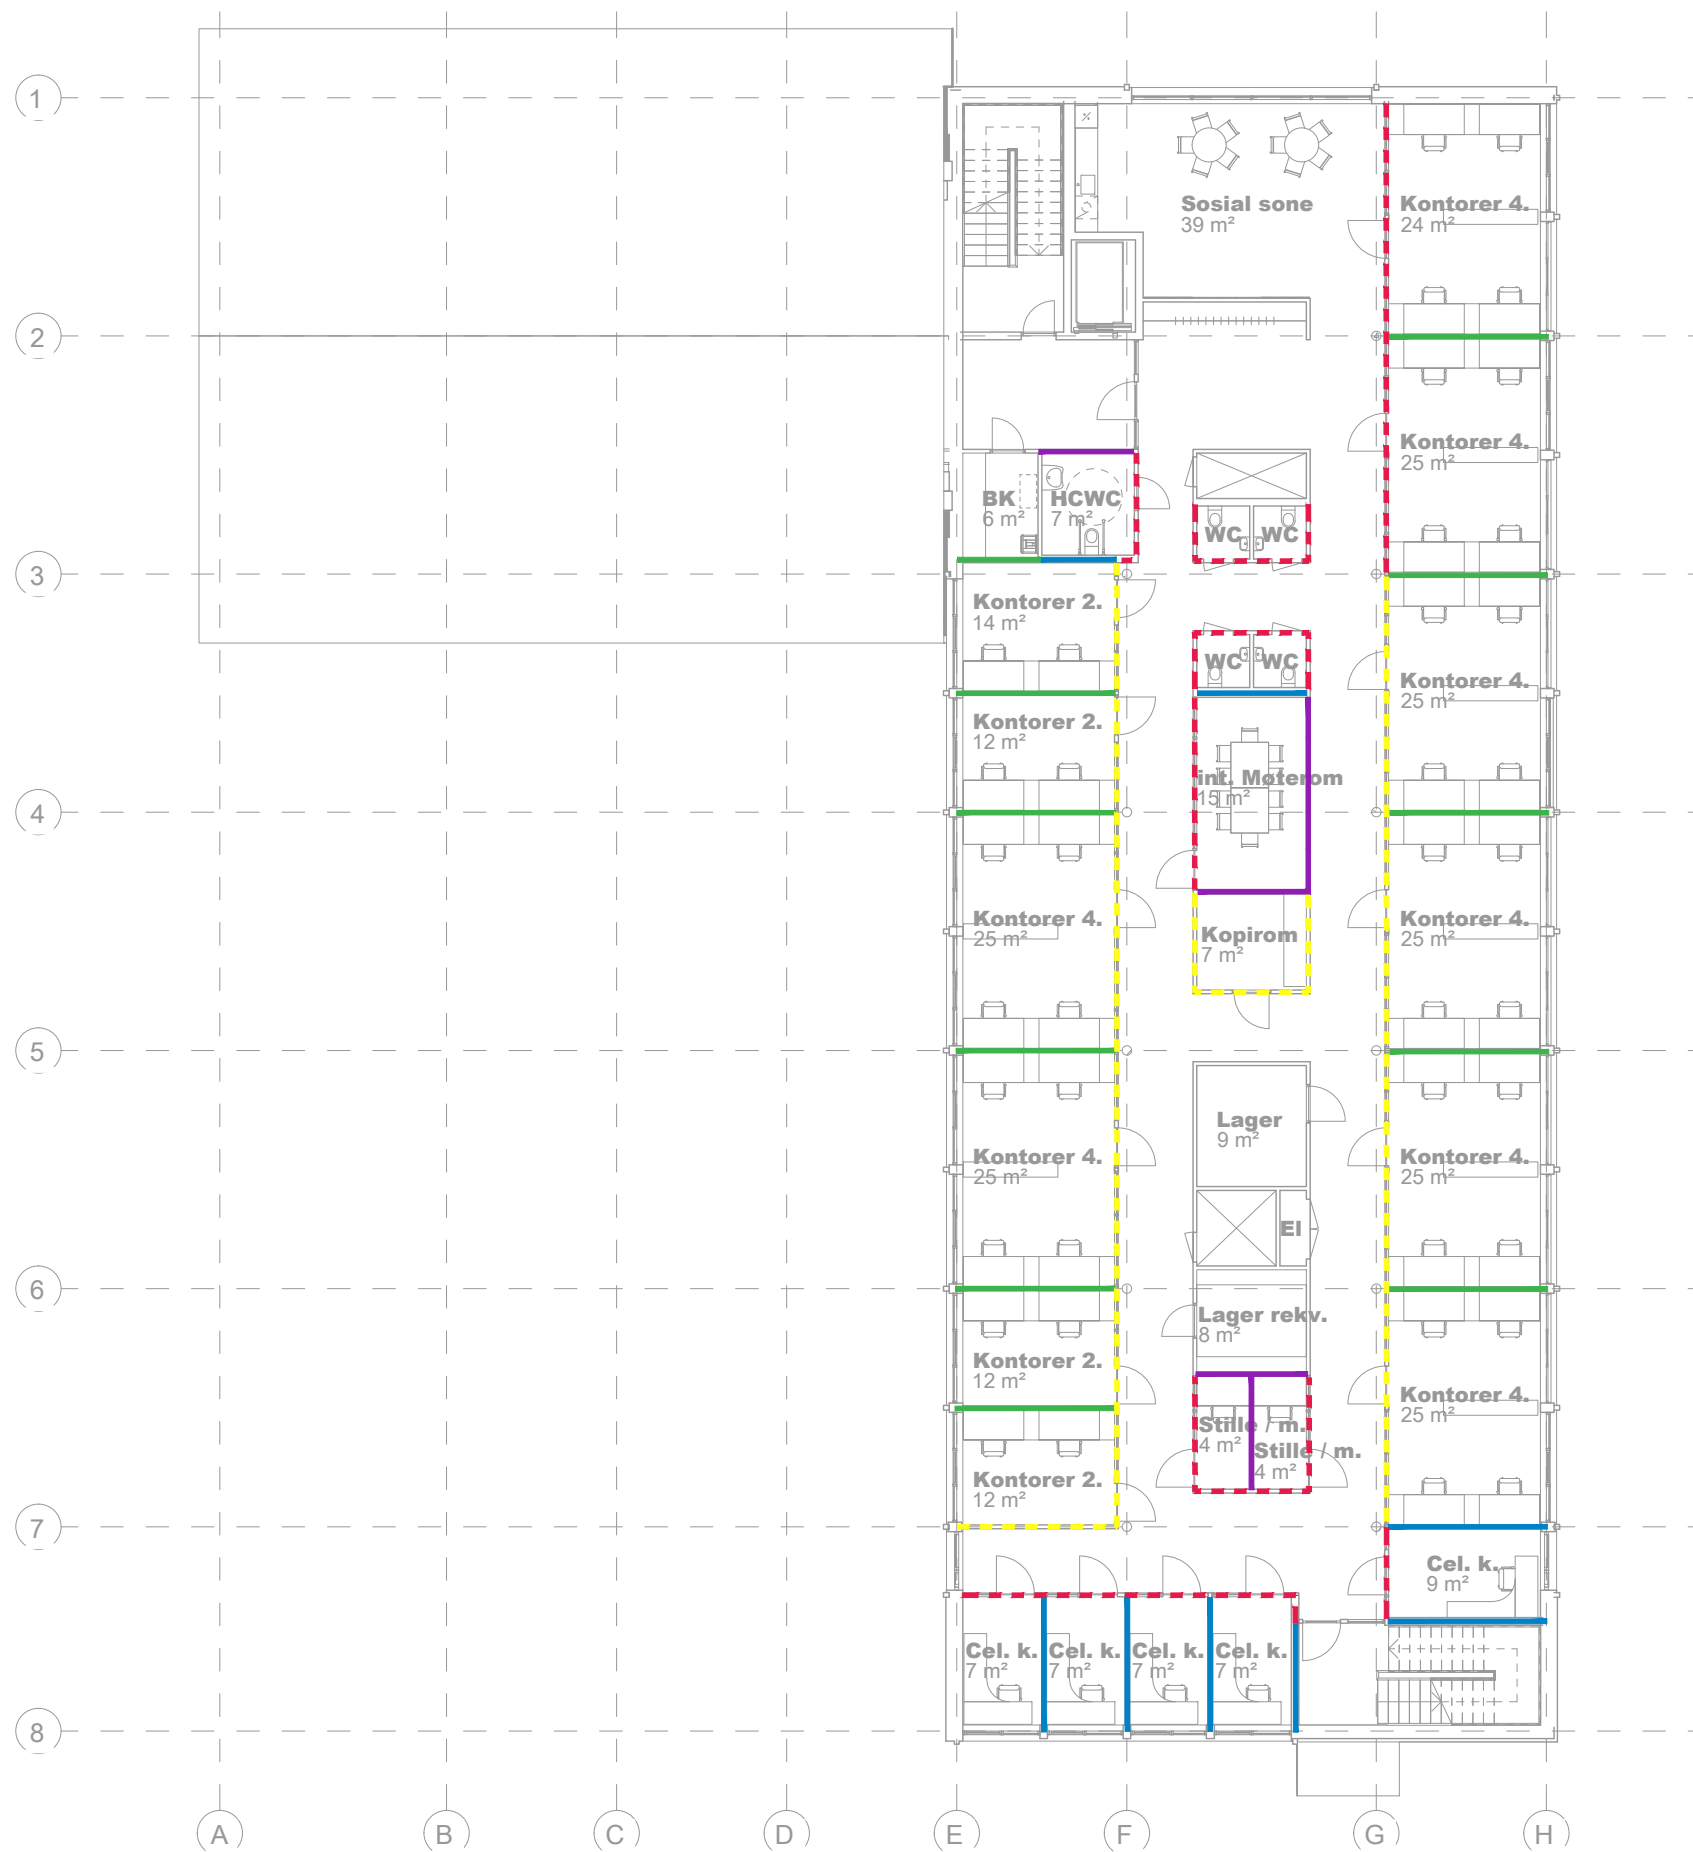 1
Sosial sone
39 m²
Kontorer 4.
24 m²
2
Kontorer 4.
25 m²
BK
6 m²
HCWC
7 m²
WC
WC
3
Kontorer 2.
14 m²
WC
WC
Kontorer 4.
25 m²
Kontorer 2.
12 m²
int. Møterom
15 m²
4
Kontorer 4.
25 m²
Kopirom
7 m²
Kontorer 4.
25 m²
5
Lager
9 m²
Kontorer 4.
25 m²
Kontorer 4.
25 m²
El
6
Lager rekv.
8 m²
Kontorer 2.
12 m²
Kontorer 4.
25 m²
Stille / m.
4 m²
Stille / m.
4 m²
Kontorer 2.
12 m²
7
Cel. k.
9 m²
Cel. k.
7 m²
Cel. k.
7 m²
Cel. k.
7 m²
Cel. k.
7 m²
8
A
B
C
D
E
F
G
H